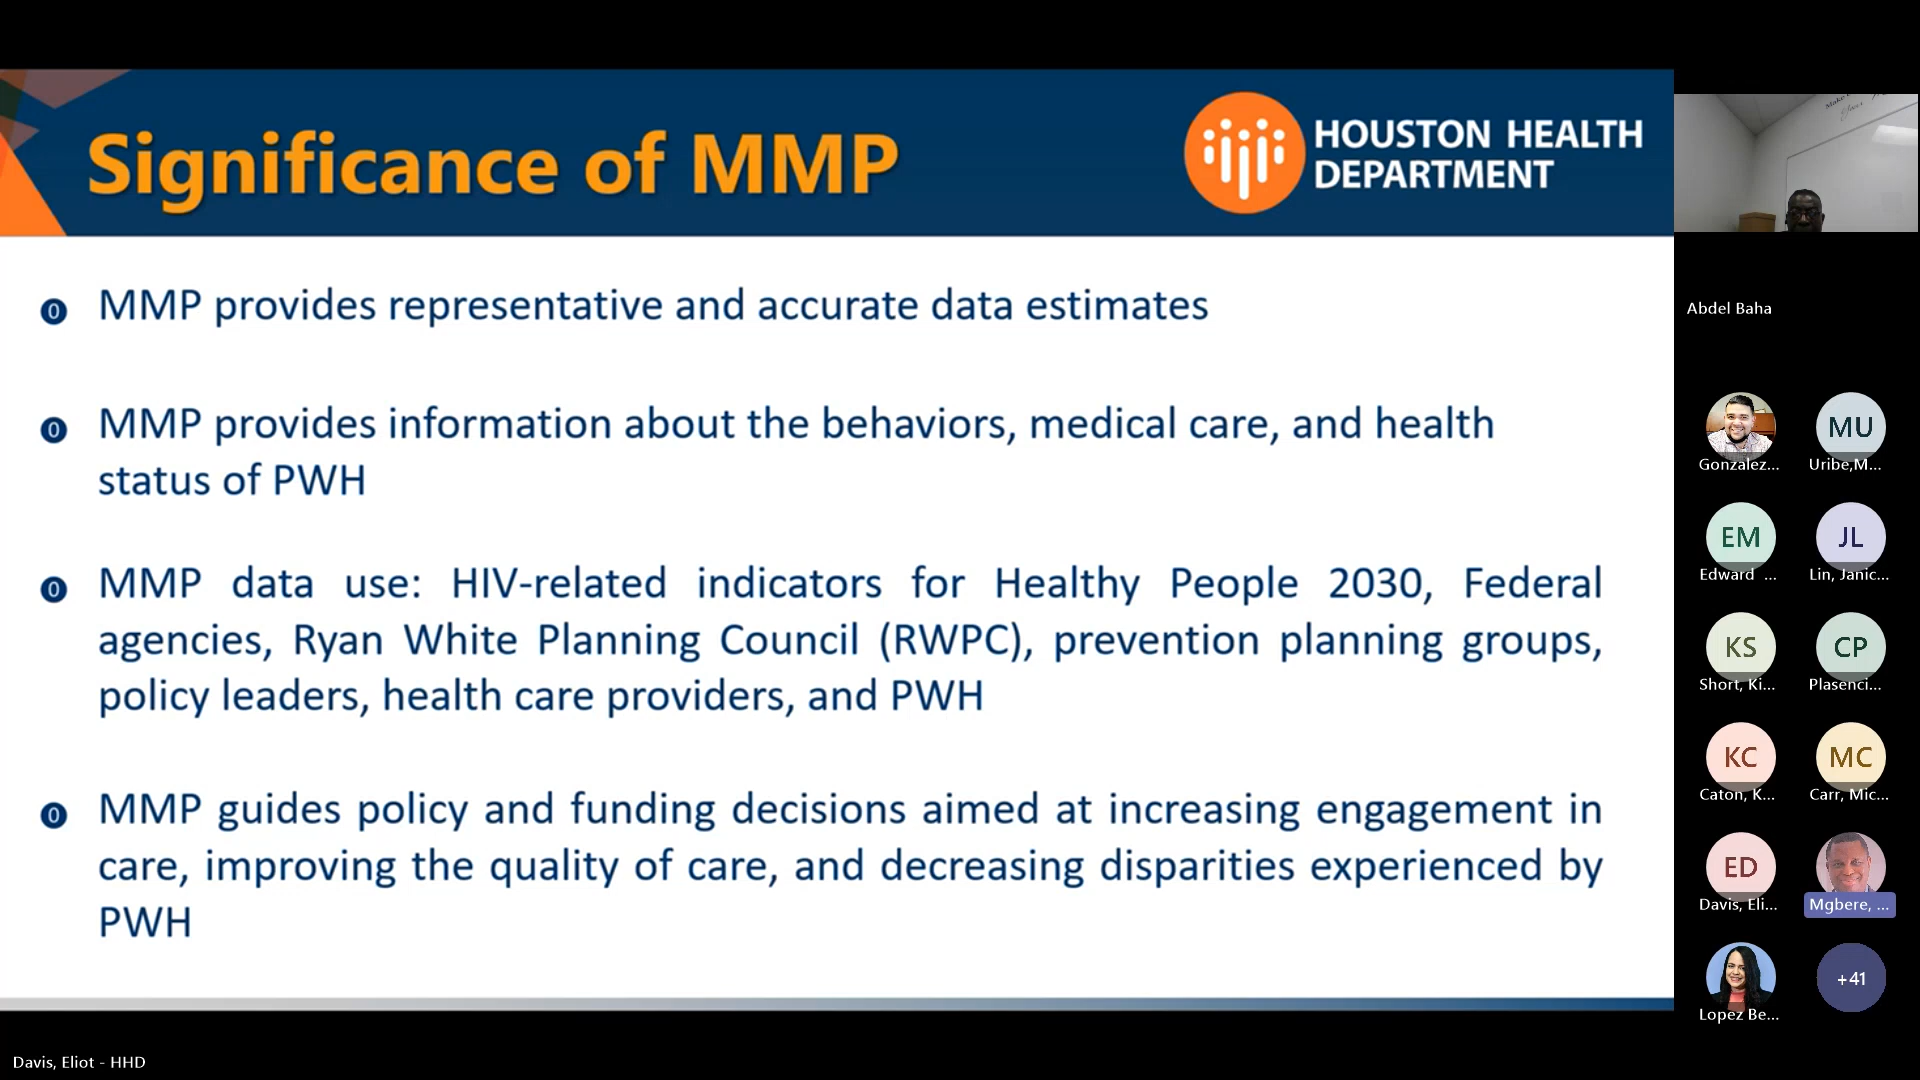 Significance of MMP
HOUSTON HEALTH
DEPARTMENT
MMP provides representative and accurate data estimates
MMP provides information about the behaviors, medical care, and health
status of PWH
MMP data use: HIV-related indicators for Healthy People 2030, Federal
agencies, Ryan White Planning Council (RWPC), prevention planning groups,
policy leaders, health care providers, and PWH
MMP guides policy and funding decisions aimed at increasing engagement in
care, improving the quality of care, and decreasing disparities experienced by
PWH
Abdel Baha
Gonzalez...
MU
Uribe,M...
EM
Edward ...
JL
Lin, Janic...
KS
Short, Ki...
CP
Plasenci...
KC
Caton, K...
MC
Carr, Mic...
ED
Davis, Eli...
Mgbere, ...
Lopez Be...
+41
Davis, Eliot - HHD